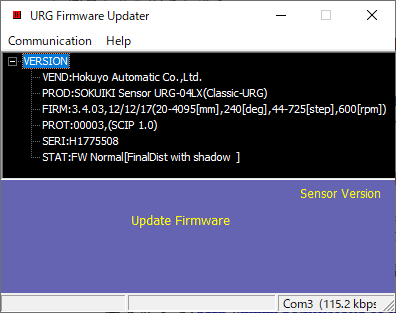 URG Firmware Updater
Communication Help
VERSION
VEND:Hokuyo Automatic Co.,Ltd.
PROD:SOKUIKI Sensor URG-04LX(Classic-URG)
FIRM:3.4.03,12/12/17(20-4095[mm],240[deg],44-725[step],600[rpm])
PROT:00003,(SCIP 1.0)
SERI:H1775508
STAT:FW Normal[FinalDist with shadow  ]
Sensor Version
Update Firmware
Com3  (115.2 kbps